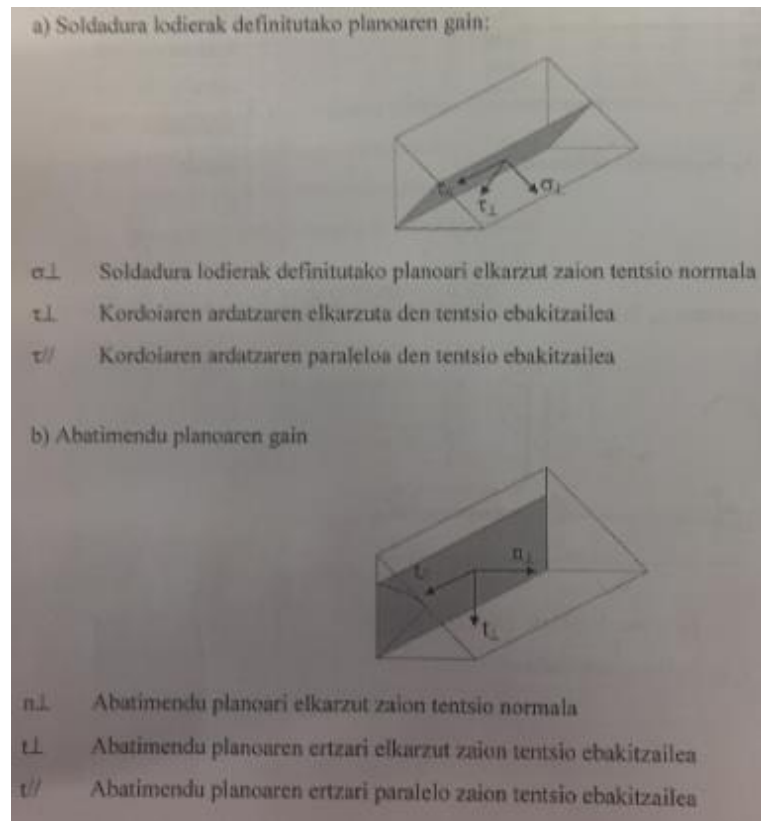 a) Soldadura lodierak definitutako planoaren gain:
τ//
τ⊥
σ⊥
σ⊥ Soldadura lodierak definitutako planoari elkarzut zaion tentsio normala
τ⊥ Kordoiaren ardatzaren elkarzuta den tentsio ebakitzailea
τ// Kordoiaren ardatzaren paraleloa den tentsio ebakitzailea
b) Abatimendu planoaren gain
n⊥
t⊥
n⊥ Abatimendu planoari elkarzut zaion tentsio normala
t⊥ Abatimendu planoaren ertzari elkarzut zaion tentsio ebakitzailea
t// Abatimendu planoaren ertzari paralelo zaion tentsio ebakitzailea